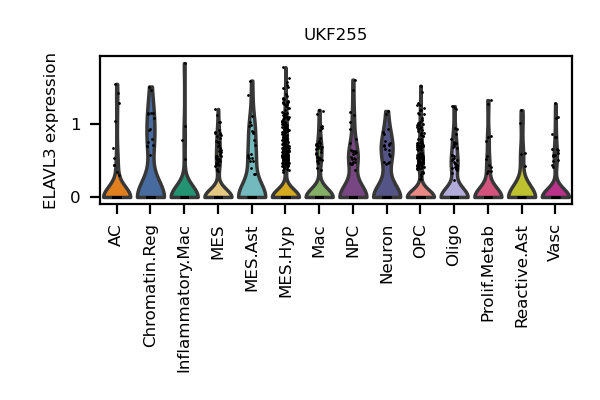 UKF255
ELAVL3 expression
1
0
AC
Chromatin.Reg
Inflammatory.Mac
MES
MES.Ast
MES.Hyp
Mac
NPC
Neuron
OPC
Oligo
Prolif.Metab
Reactive.Ast
Vasc